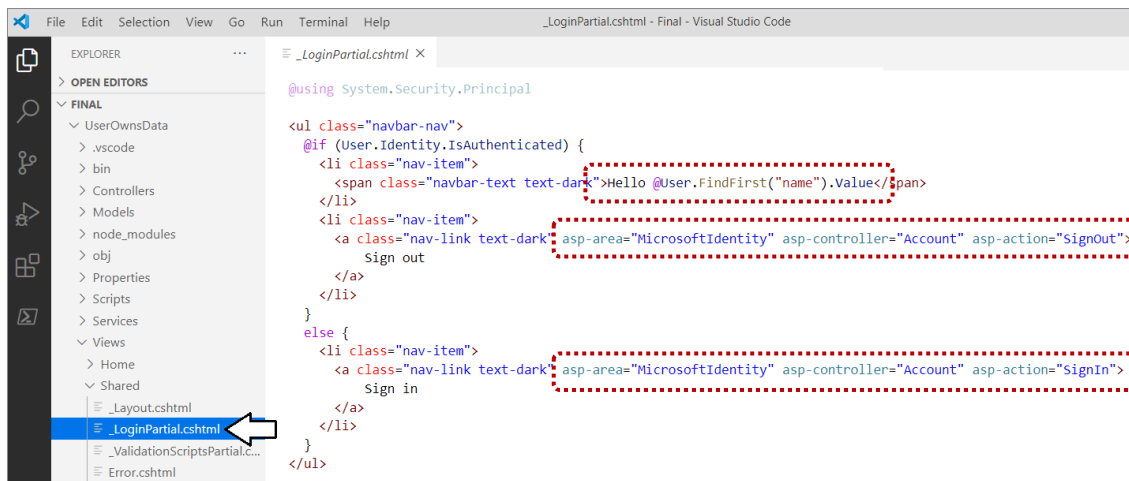 File Edit Selection View Go Run Terminal Help _LoginPartial.cshtml - Final - Visual Studio Code
EXPLORER ···
OPEN EDITORS
FINAL
UserOwnsData
.vscode
bin
Controllers
Models
node_modules
obj
Properties
Scripts
Services
Views
Home
Shared
_Layout.cshtml
_LoginPartial.cshtml
_ValidationScriptsPartial.c...
Error.cshtml
_LoginPartial.cshtml ×
@using System.Security.Principal
<ul class="navbar-nav">
@if (User.Identity.IsAuthenticated) {
<li class="nav-item">
<span class="navbar-text text-dark">Hello @User.FindFirst("name").Value</span>
</li>
<li class="nav-item">
<a class="nav-link text-dark" asp-area="MicrosoftIdentity" asp-controller="Account" asp-action="SignOut">
Sign out
</a>
</li>
}
else {
<li class="nav-item">
<a class="nav-link text-dark" asp-area="MicrosoftIdentity" asp-controller="Account" asp-action="SignIn">
Sign in
</a>
</li>
}
</ul>